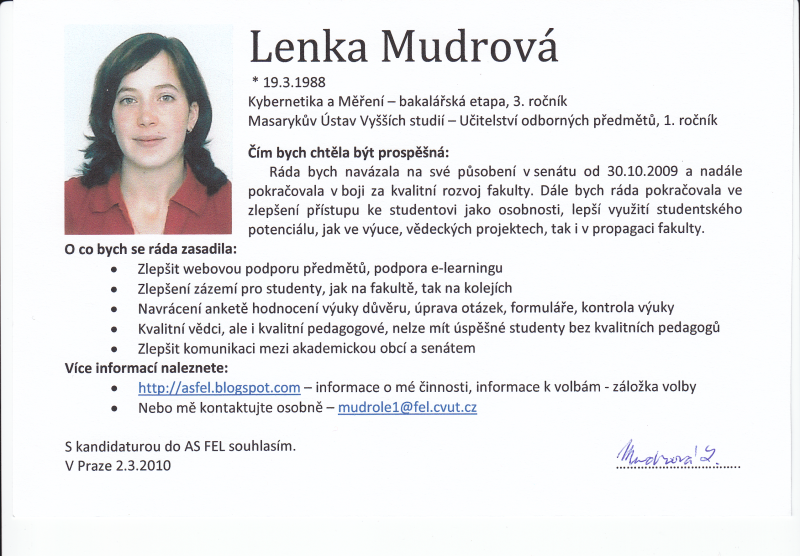 Lenka Mudrová
* 19.3.1988
Kybernetika a Měření – bakalářská etapa, 3. ročník
Masarykův Ústav Vyšších studií – Učitelství odborných předmětů, 1. ročník
Čím bych chtěla být prospěšná:
Ráda bych navázala na své působení v senátu od 30.10.2009 a nadále
pokračovala v boji za kvalitní rozvoj fakulty. Dále bych ráda pokračovala ve
zlepšení přístupu ke studentovi jako osobnosti, lepší využití studentského
potenciálu, jak ve výuce, vědeckých projektech, tak i v propagaci fakulty.
O co bych se ráda zasadila:
• Zlepšit webovou podporu předmětů, podpora e-learningu
• Zlepšení zázemí pro studenty, jak na fakultě, tak na kolejích
• Navrácení anketě hodnocení výuky důvěru, úprava otázek, formuláře, kontrola výuky
• Kvalitní vědci, ale i kvalitní pedagogové, nelze mít úspěšné studenty bez kvalitních pedagogů
• Zlepšit komunikaci mezi akademickou obcí a senátem
Více informací naleznete:
• http://asfel.blogspot.com – informace o mé činnosti, informace k volbám - záložka volby
• Nebo mě kontaktujte osobně – mudrole1@fel.cvut.cz
S kandidaturou do AS FEL souhlasím.
V Praze 2.3.2010
Mudrová L.